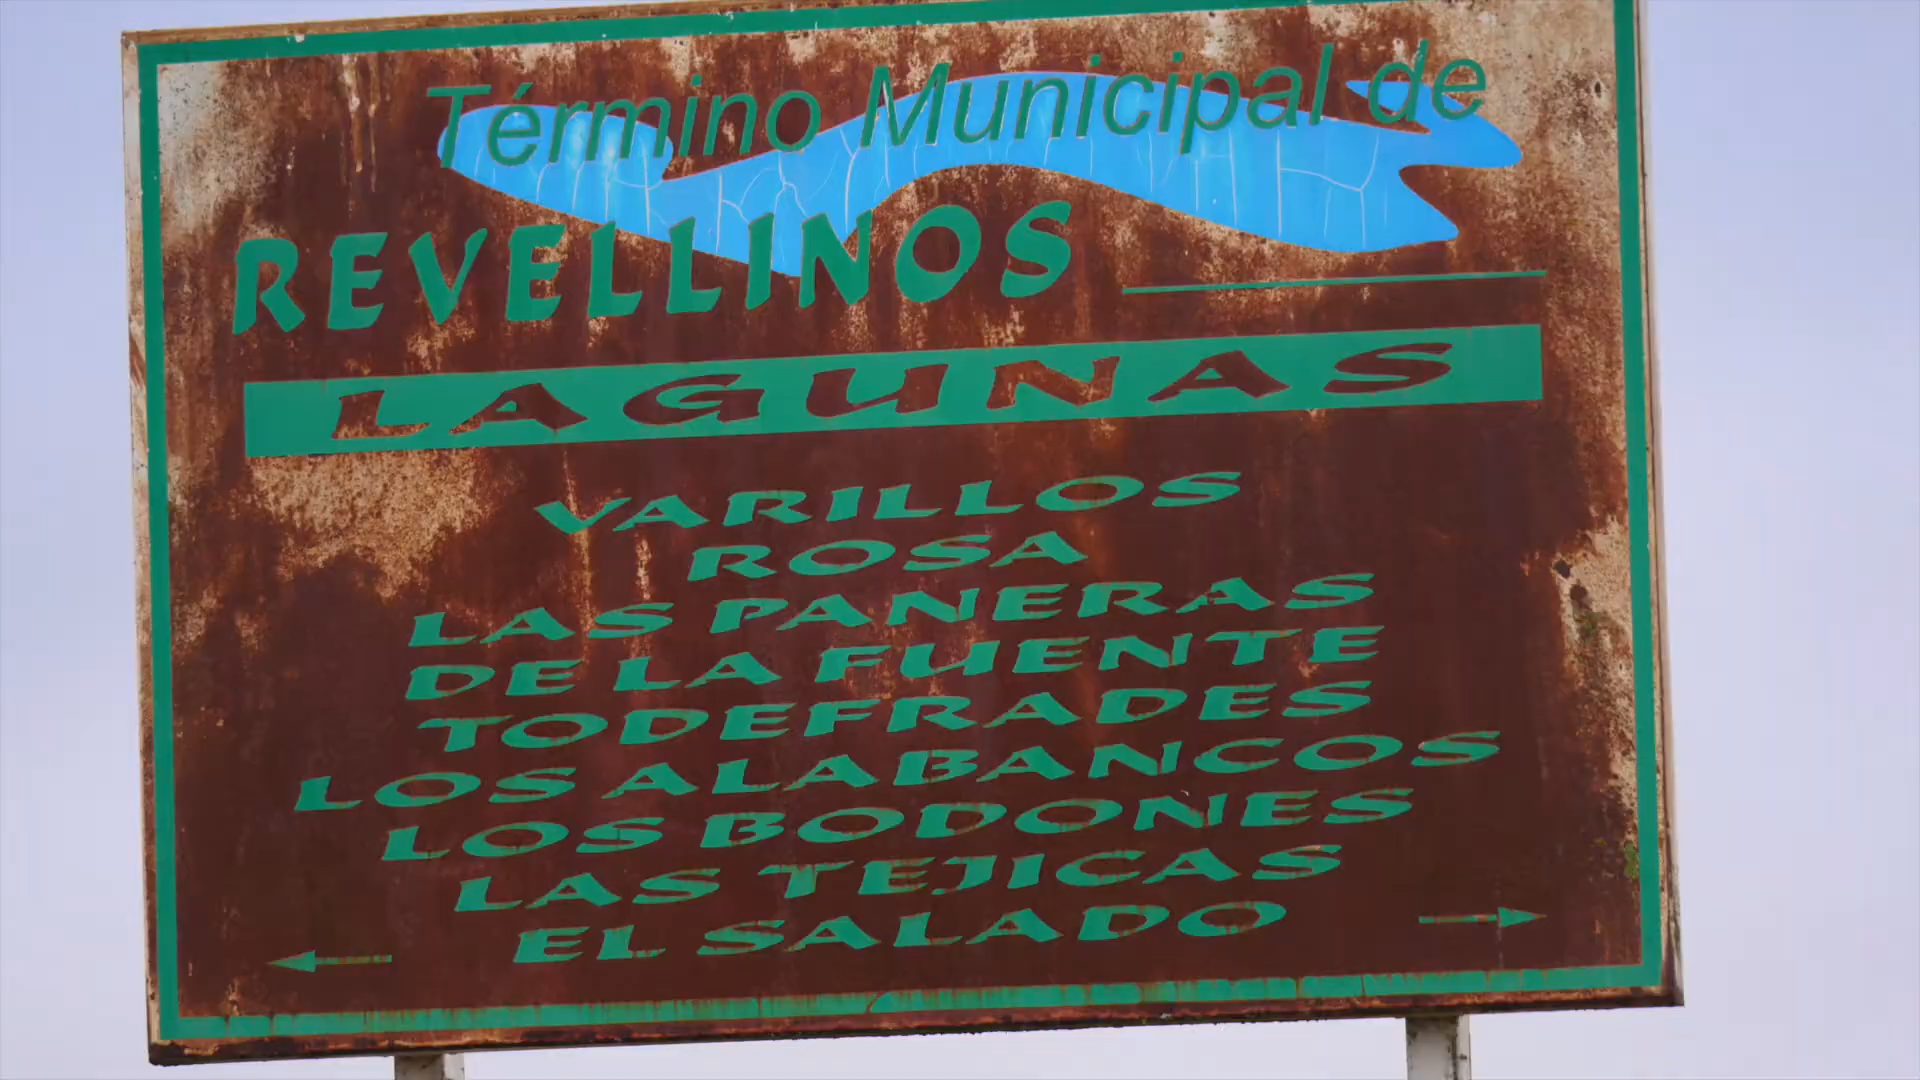 Término Municipal de
REVELLINOS
LAGUNAS
VARILLOS
ROSA
LAS PANERAS
DE LA FUENTE
TODEFRADES
LOS ALABANCOS
LOS BODONES
LAS TEJICAS
EL SALADO